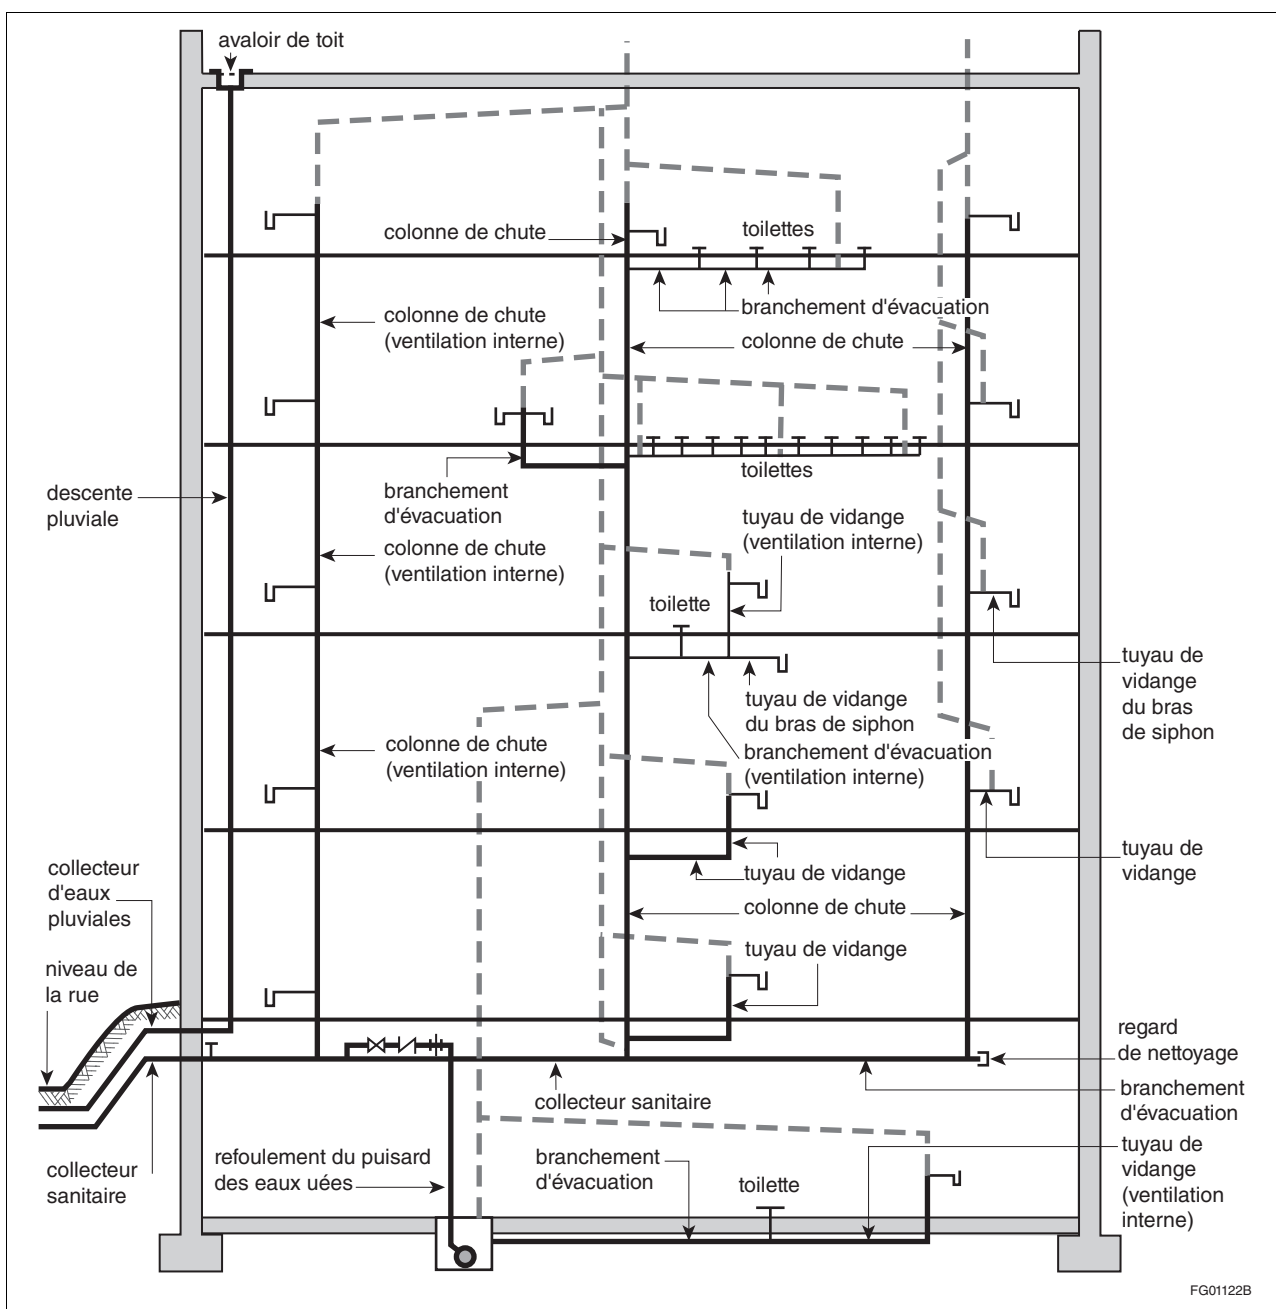 avaloir de toit
colonne de chute
toilettes
colonne de chute
(ventilation interne)
branchement d'évacuation
colonne de chute
toilettes
descente
pluviale
branchement
d'évacuation
tuyau de vidange
(ventilation interne)
colonne de chute
(ventilation interne)
toilette
tuyau de
vidange
du bras
de siphon
tuyau de vidange
du bras de siphon
colonne de chute
(ventilation interne)
branchement d'évacuation
(ventilation interne)
tuyau de
vidange
collecteur
d'eaux
pluviales
tuyau de vidange
colonne de chute
tuyau de vidange
niveau de
la rue
regard
de nettoyage
collecteur sanitaire
branchement
d'évacuation
collecteur
sanitaire
refoulement du puisard
des eaux uées
branchement
d'évacuation
toilette
tuyau de
vidange
(ventilation
interne)
FG01122B